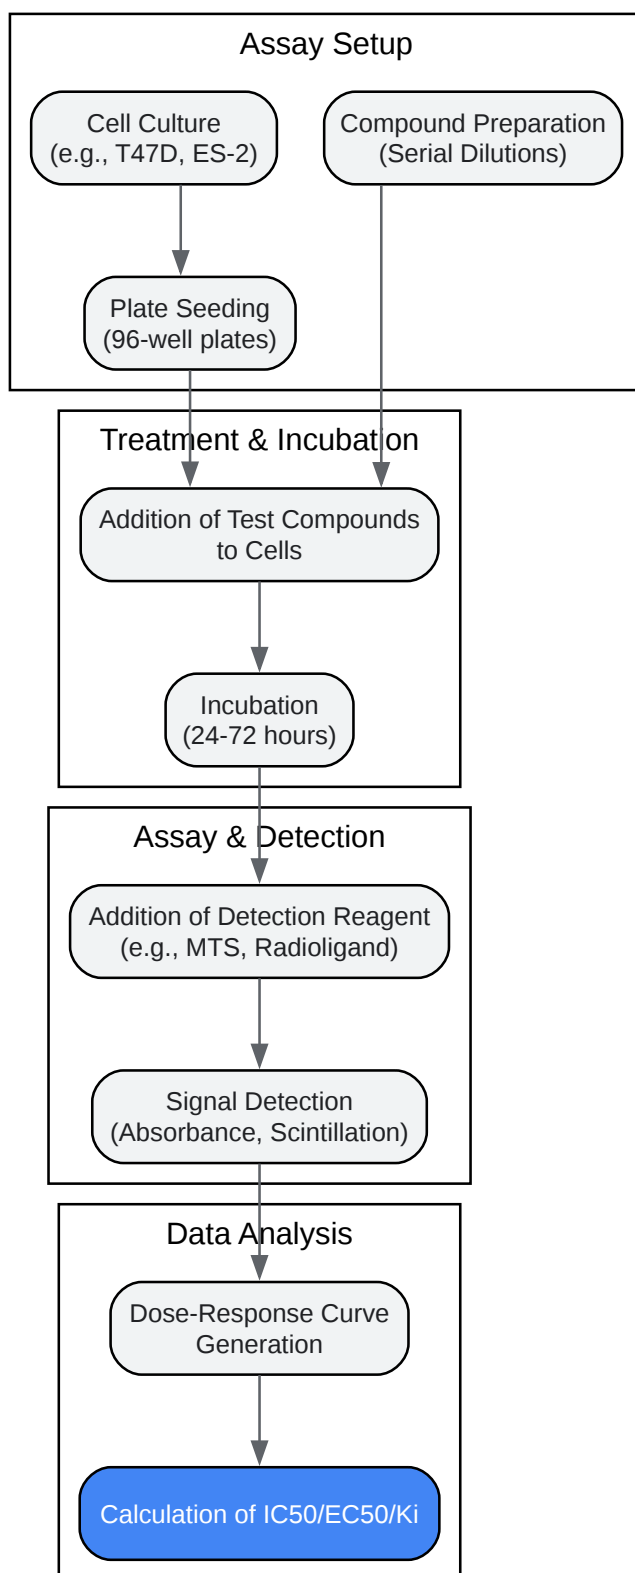 Assay Setup
Cell Culture
(e.g., T47D, ES-2)
Compound Preparation
(Serial Dilutions)
Plate Seeding
(96-well plates)
Treatment & Incubation
Addition of Test Compounds
to Cells
Incubation
(24-72 hours)
Assay & Detection
Addition of Detection Reagent
(e.g., MTS, Radioligand)
Signal Detection
(Absorbance, Scintillation)
Data Analysis
Dose-Response Curve
Generation
Calculation of IC50/EC50/Ki